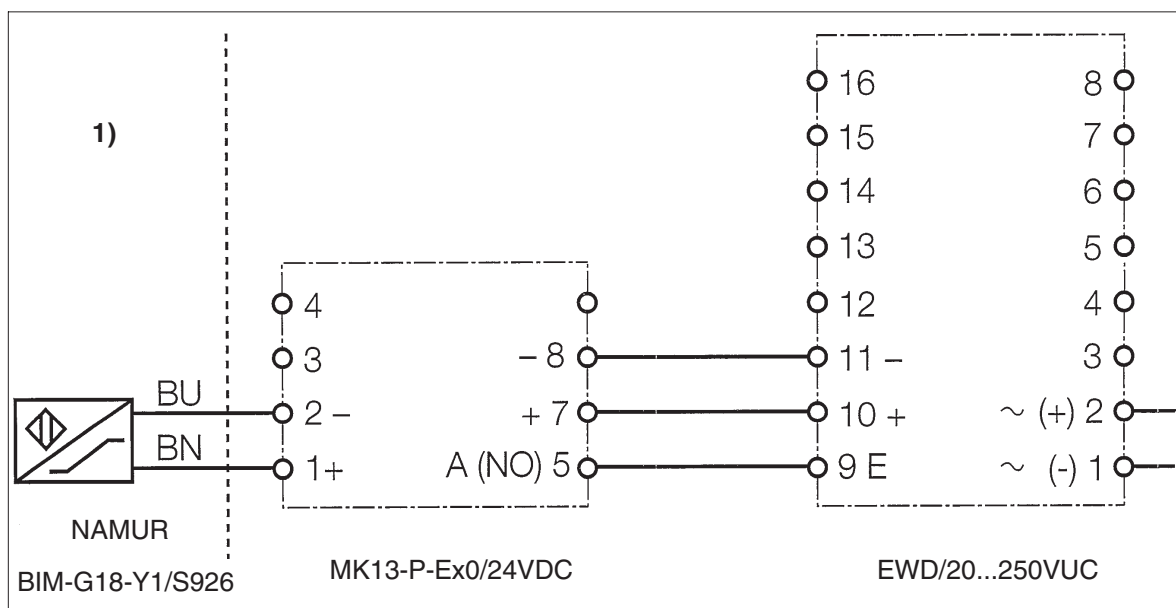 1)
16 8
15 7
14 6
13 5
4 12 4
3 - 8 11 - 3
BU 2 - + 7 10 + ~ (+) 2
BN 1+ A (NO) 5 9 E ~ (-) 1
NAMUR
BIM-G18-Y1/S926 MK13-P-Ex0/24VDC EWD/20...250VUC